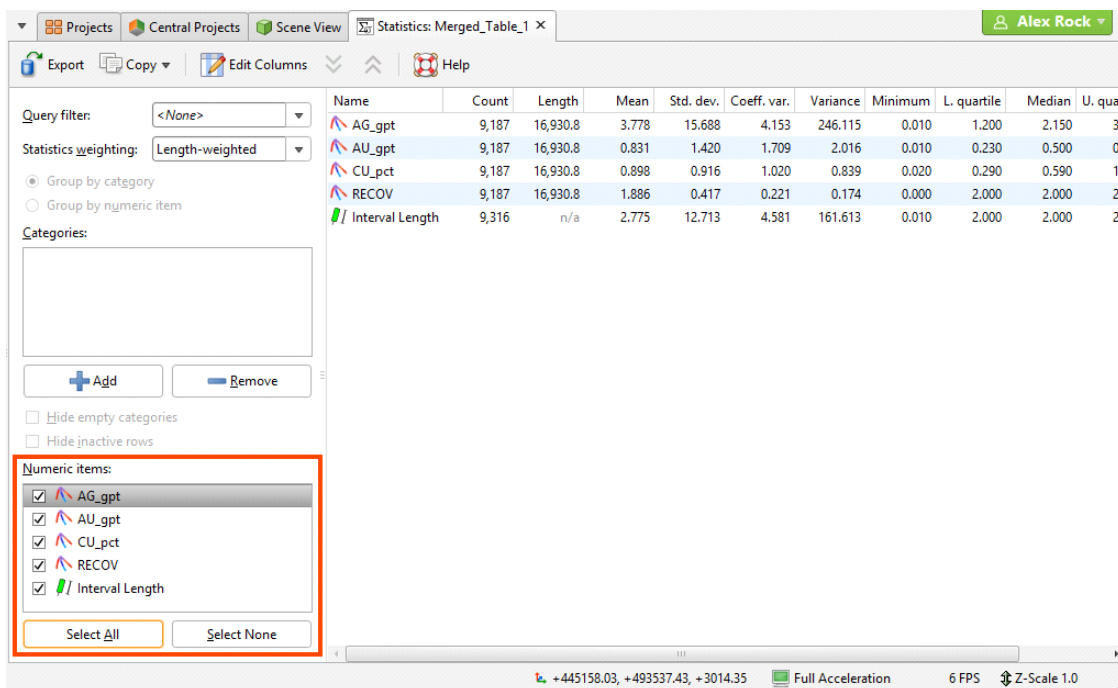 Projects Central Projects Scene View Statistics: Merged_Table_1 Alex Rock
Export Copy Edit Columns Help
Query filter: <None>
Statistics weighting: Length-weighted
Group by category
Group by numeric item
Categories:
Add Remove
Hide empty categories
Hide inactive rows
Numeric items:
AG_gpt
AU_gpt
CU_pct
RECOV
Interval Length
Select All Select None
Name Count Length Mean Std. dev. Coeff. var. Variance Minimum L. quartile Median U. qua
AG_gpt 9,187 16,930.8 3.778 15.688 4.153 246.115 0.010 1.200 2.150 3
AU_gpt 9,187 16,930.8 0.831 1.420 1.709 2.016 0.010 0.230 0.500 0
CU_pct 9,187 16,930.8 0.898 0.916 1.020 0.839 0.020 0.290 0.590 1
RECOV 9,187 16,930.8 1.886 0.417 0.221 0.174 0.000 2.000 2.000 2
Interval Length 9,316 n/a 2.775 12.713 4.581 161.613 0.010 2.000 2.000 2
+445158.03, +493537.43, +3014.35 Full Acceleration 6 FPS Z-Scale 1.0